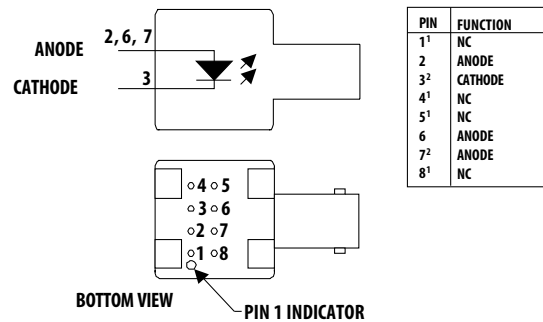 ANODE 2, 6, 7
CATHODE 3
4 5
3 6
2 7
1 8
BOTTOM VIEW
PIN 1 INDICATOR
PIN FUNCTION
1¹ NC
2 ANODE
3² CATHODE
4¹ NC
5¹ NC
6 ANODE
7² ANODE
8¹ NC